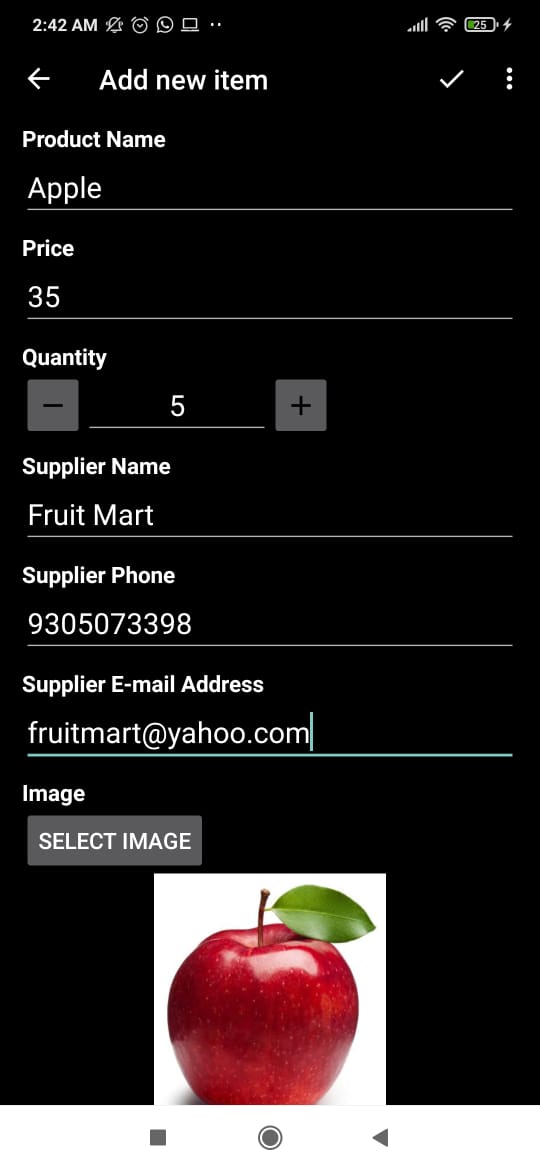 2:42 AM 25
Add new item
Product Name
Apple
Price
35
Quantity
− 5 +
Supplier Name
Fruit Mart
Supplier Phone
9305073398
Supplier E-mail Address
fruitmart@yahoo.com
Image
SELECT IMAGE